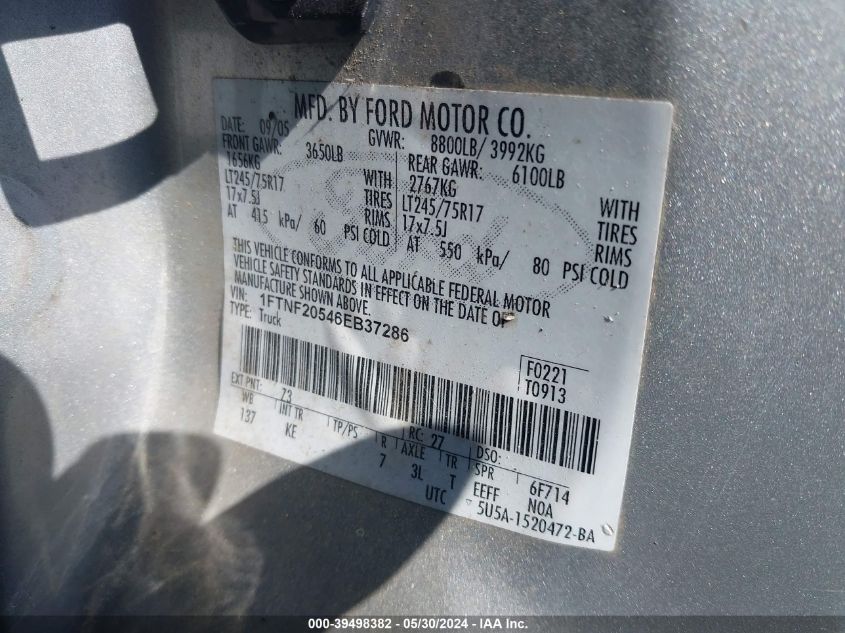 MFD. BY FORD MOTOR CO.
DATE: 09/05 GVWR: 8800LB/ 3992KG
FRONT GAWR: 3650LB REAR GAWR: 6100LB
1656KG WITH 2767KG WITH
LT245/75R17 TIRES LT245/75R17 TIRES
17x7.5J RIMS 17x7.5J RIMS
AT 415 kPa/ 60 PSI COLD AT 550 kPa/ 80 PSI COLD
THIS VEHICLE CONFORMS TO ALL APPLICABLE FEDERAL MOTOR
VEHICLE SAFETY STANDARDS IN EFFECT ON THE DATE OF
MANUFACTURE SHOWN ABOVE.
VIN: 1FTNF20546EB37286
TYPE: Truck
F0221
T0913
EXT PNT: Z3 RC: 27 DSO:
WB INT TR TP/PS R AXLE TR SPR
137 KE 7 3L T EEFF 6F714
UTC N0A
5U5A-1520472-BA
000-39498382 - 05/30/2024 - IAA Inc.